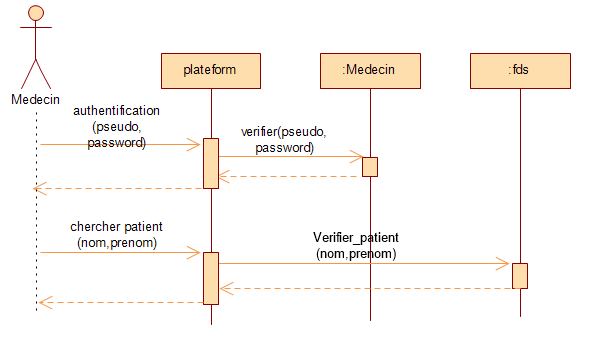 plateform
:Medecin
:fds
Medecin
authentification
(pseudo,
password)
verifier(pseudo,
password)
chercher patient
(nom,prenom)
Verifier_patient
(nom,prenom)